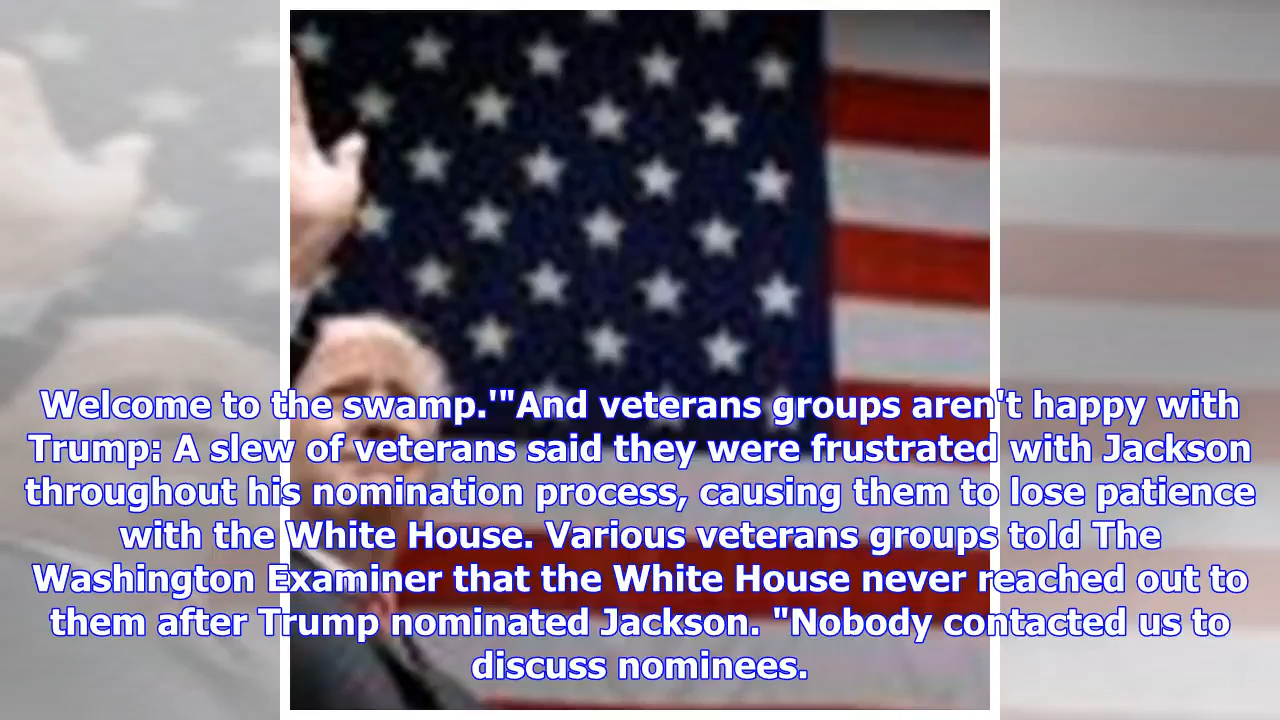 Welcome to the swamp.'"And veterans groups aren't happy with
Trump: A slew of veterans said they were frustrated with Jackson
throughout his nomination process, causing them to lose patience
with the White House. Various veterans groups told The
Washington Examiner that the White House never reached out to
them after Trump nominated Jackson. "Nobody contacted us to
discuss nominees.